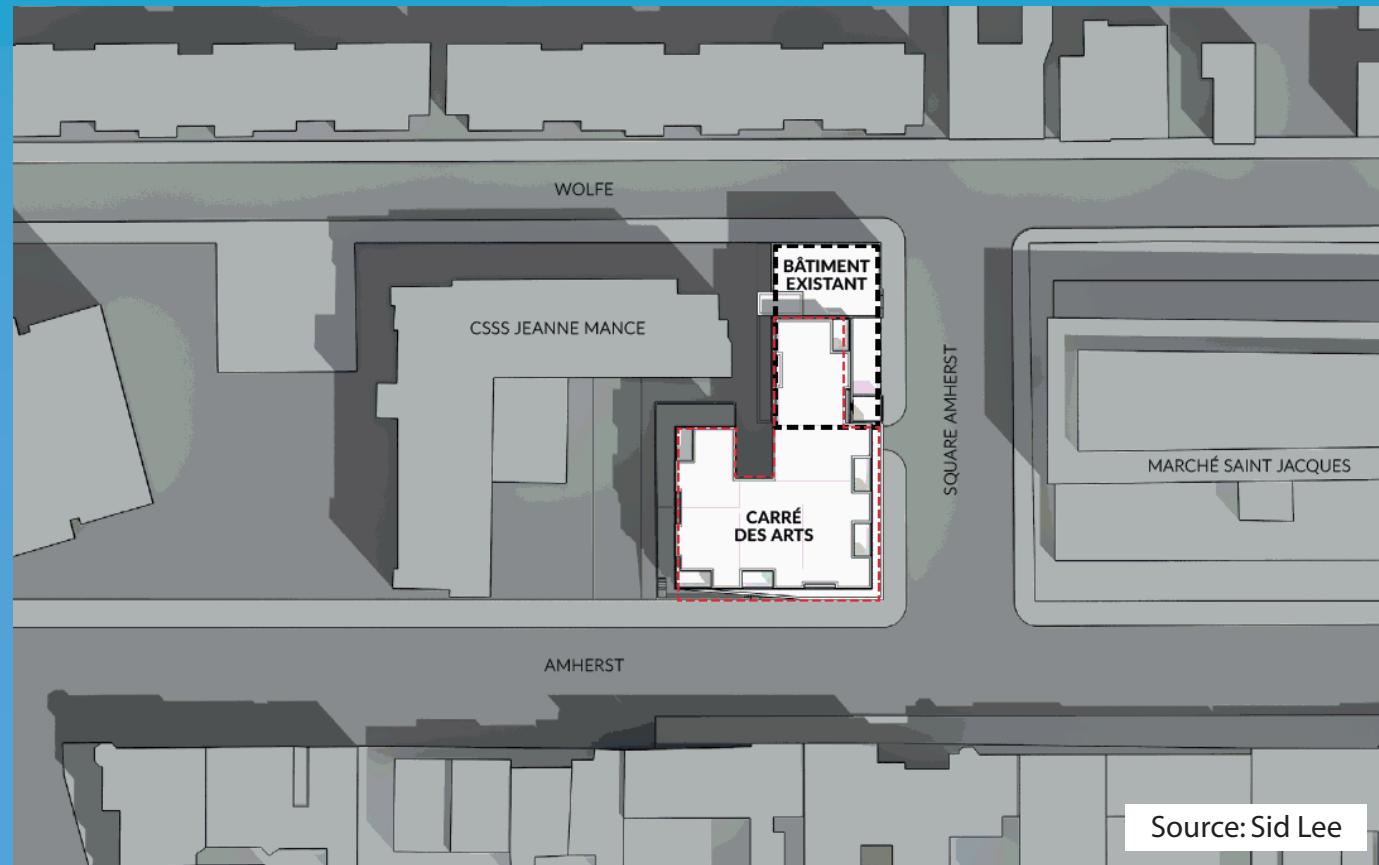 WOLFE
BÂTIMENT
EXISTANT
CSSS JEANNE MANCE
SQUARE AMHERST
MARCHÉ SAINT JACQUES
CARRÉ
DES ARTS
AMHERST
Source: Sid Lee